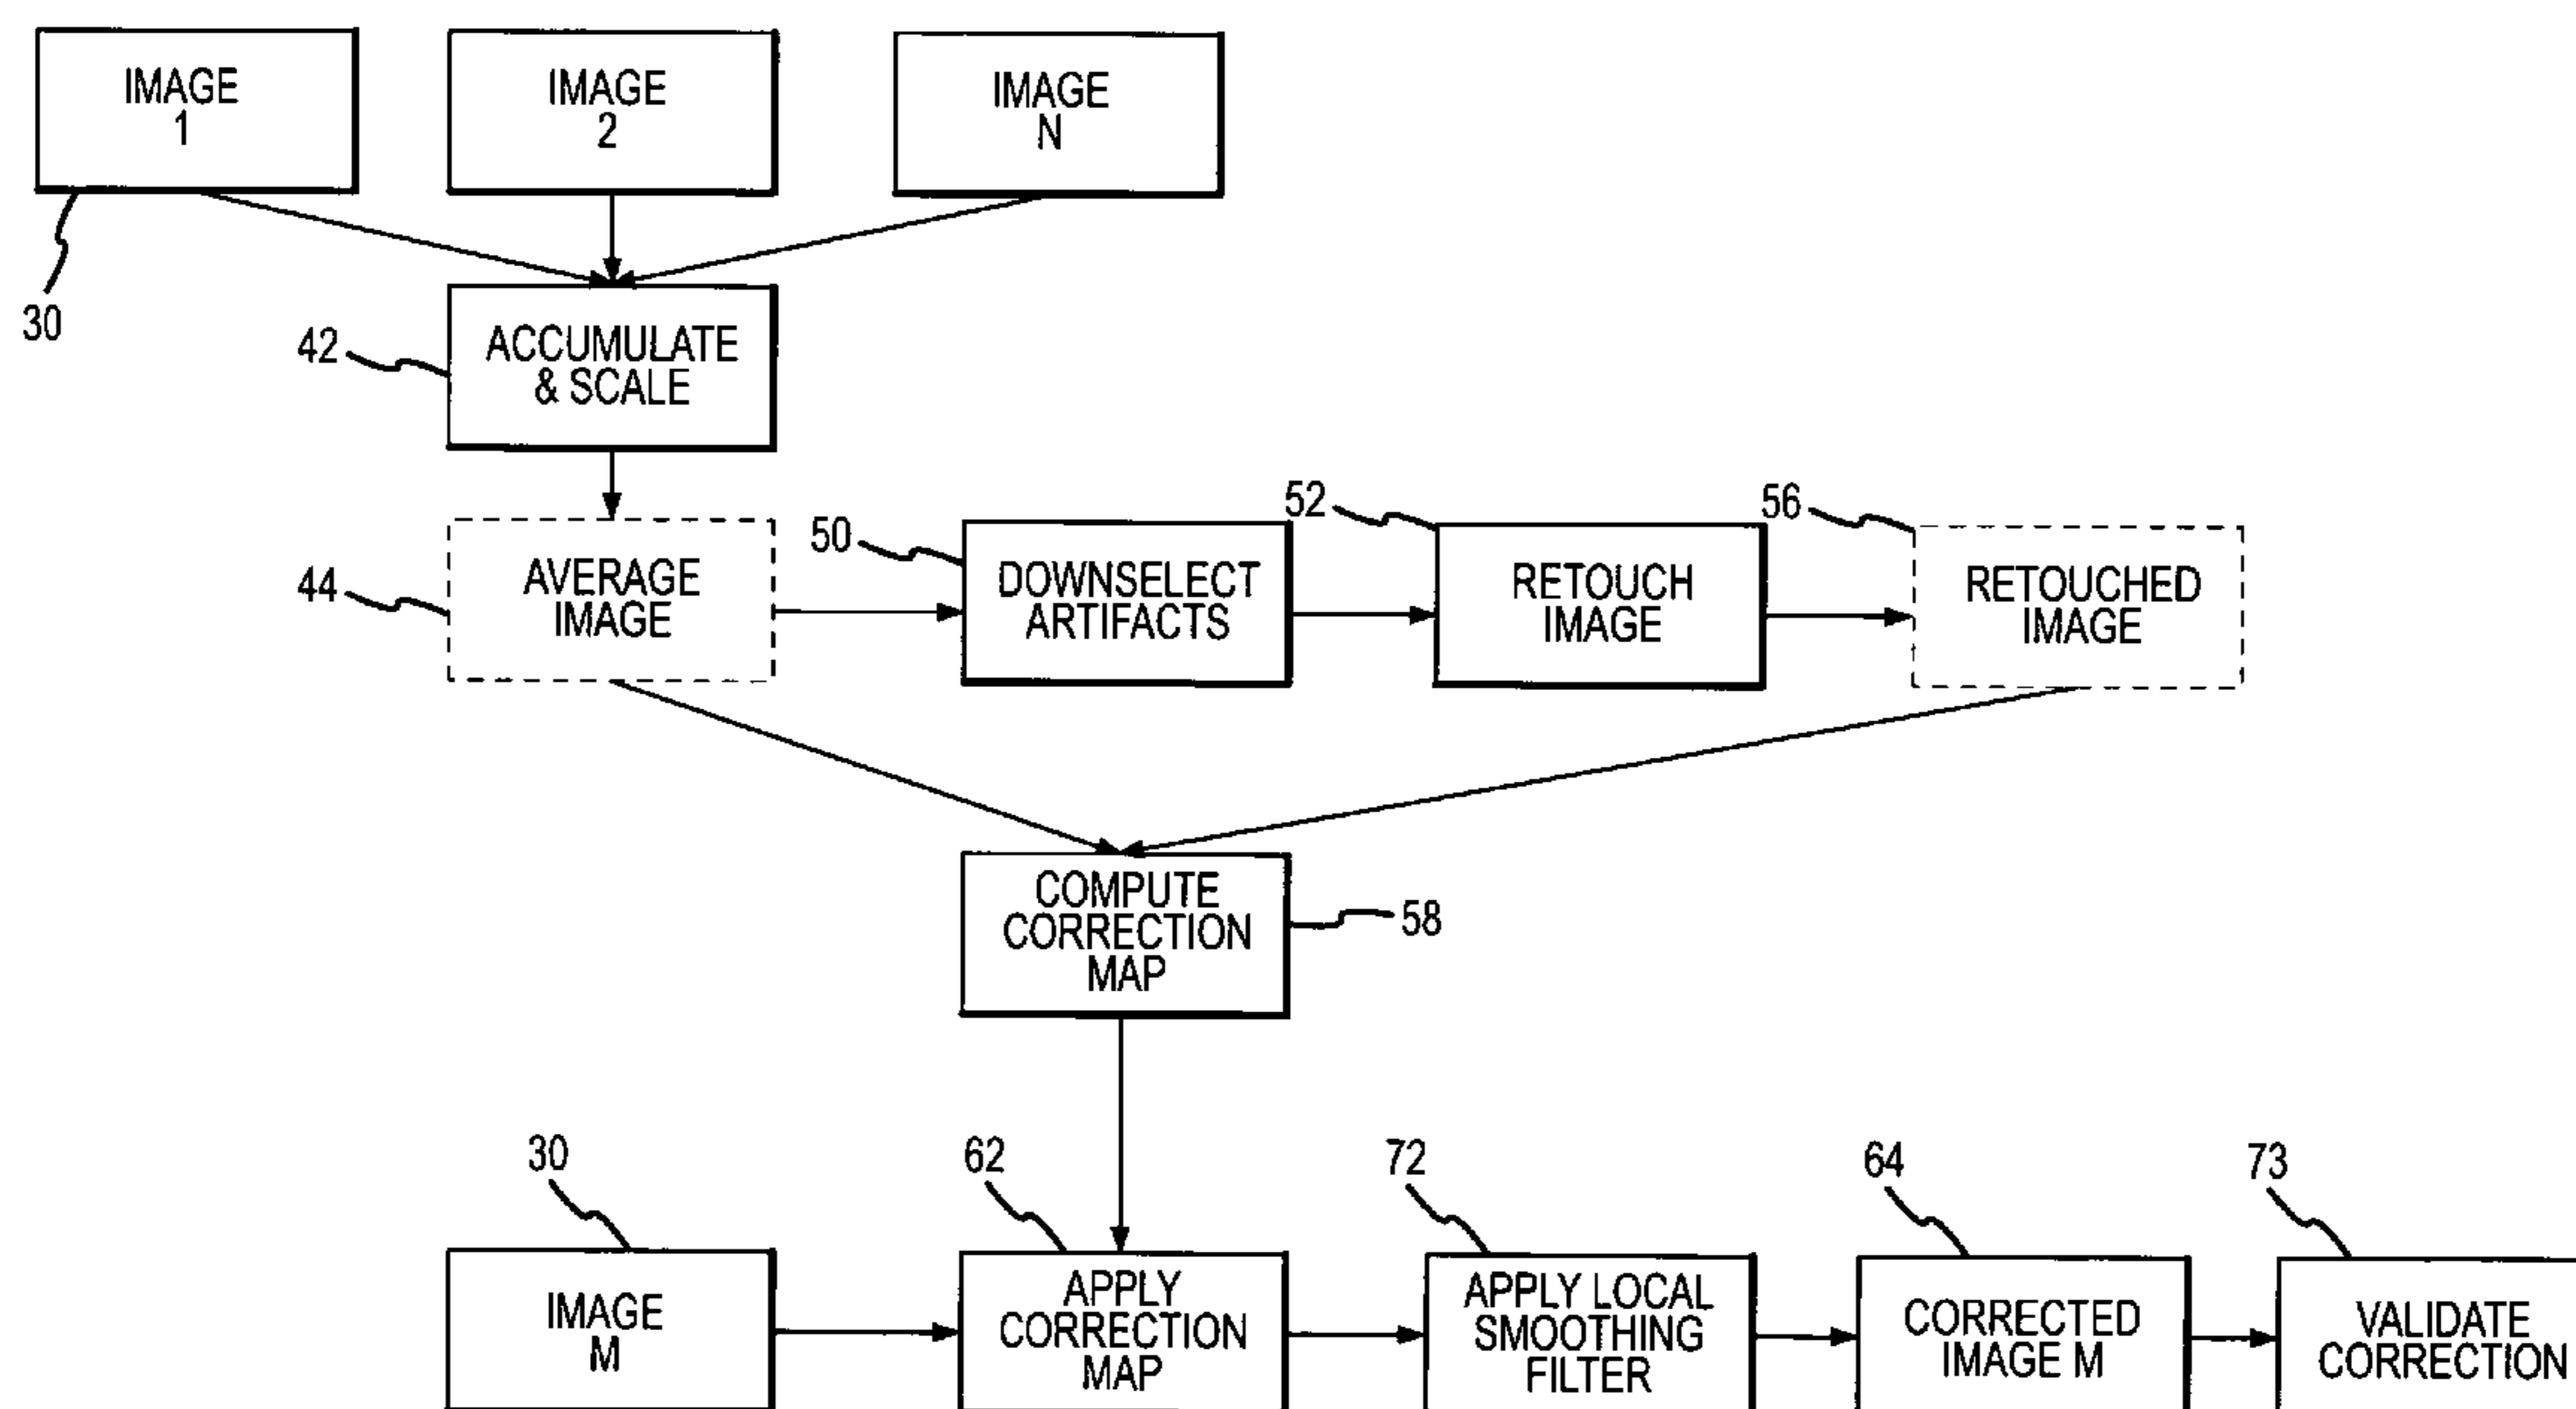 IMAGE
1
IMAGE
2
IMAGE
N
30
42
ACCUMULATE
& SCALE
44
AVERAGE
IMAGE
50
DOWNSELECT
ARTIFACTS
52
RETOUCH
IMAGE
56
RETOUCHED
IMAGE
COMPUTE
CORRECTION
MAP
58
30
IMAGE
M
62
APPLY
CORRECTION
MAP
72
APPLY LOCAL
SMOOTHING
FILTER
64
CORRECTED
IMAGE M
73
VALIDATE
CORRECTION